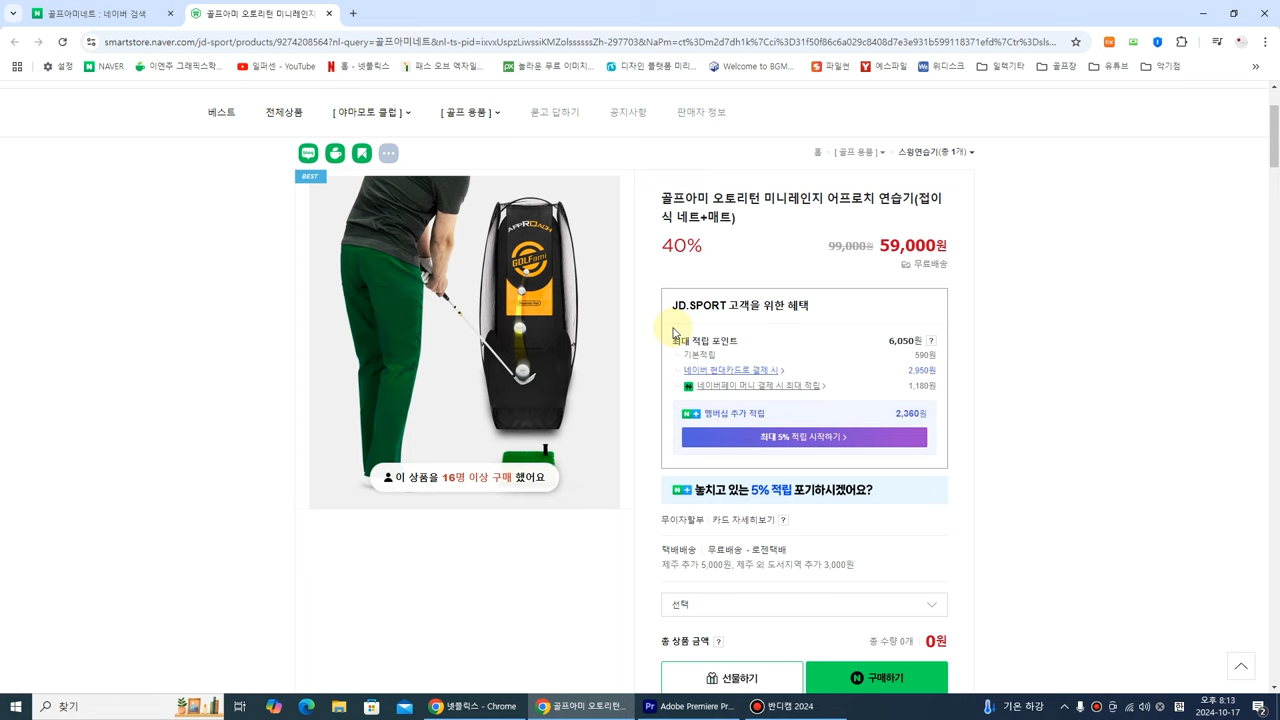 골프아미네트 : 네이버 검색
골프아미 오토리턴 미니레인지
smartstore.naver.com/jd-sport/products/9274208564?nl-query=골프아미네트&nl-ts-pid=
설정
NAVER
이연주 그래픽스학...
일퍼센 - YouTube
홈 - 넷플릭스
패스 오브 엑자일...
놀라운 무료 이미지...
디자인 플랫폼 미리...
Welcome to BGM...
파일썬
예스파일
위디스크
일렉기타
골프장
유튜브
악기점
베스트
전체상품
[ 야마모토 클럽 ]
[ 골프 용품 ]
묻고 답하기
공지사항
판매자 정보
blog
홈 > [ 골프 용품 ] > 스윙연습기(총 1개)
BEST
APPROACH
GOLFami
이 상품을 16명 이상 구매 했어요
골프아미 오토리턴 미니레인지 어프로치 연습기(접이
식 네트+매트)
40%
99,000원 59,000원
무료배송
JD.SPORT 고객을 위한 혜택
최대 적립 포인트 6,050원 ?
기본적립 590원
네이버 현대카드로 결제 시 > 2,950원
네이버페이 머니 결제 시 최대 적립 > 1,180원
N+ 멤버십 추가 적립 2,360원
최대 5% 적립 시작하기 >
N+ 놓치고 있는 5% 적립 포기하시겠어요?
무이자할부 카드 자세히보기 ?
택배배송 무료배송 - 로젠택배
제주 추가 5,000원, 제주 외 도서지역 추가 3,000원
선택
총 상품 금액 ? 총 수량 0개 0원
선물하기
N 구매하기
찾기
넷플릭스 - Chrome
골프아미 오토리턴...
Adobe Premiere Pr...
반디캠 2024
기온 하강
오후 8:13
2024-10-17